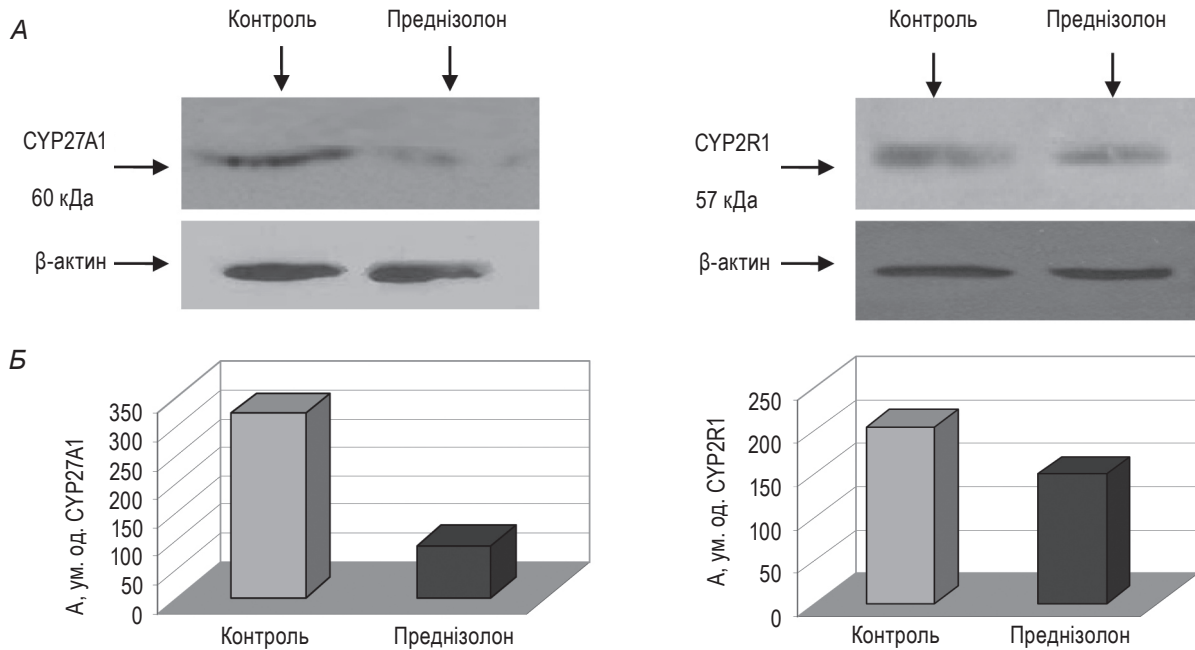 А
Контроль
Преднізолон
CYP27A1
60 кДа
β-актин
Контроль
Преднізолон
CYP2R1
57 кДа
β-актин
Б
А, ум. од. CYP27A1
350
300
250
200
150
100
50
0
Контроль
Преднізолон
А, ум. од. CYP2R1
250
200
150
100
50
0
Контроль
Преднізолон